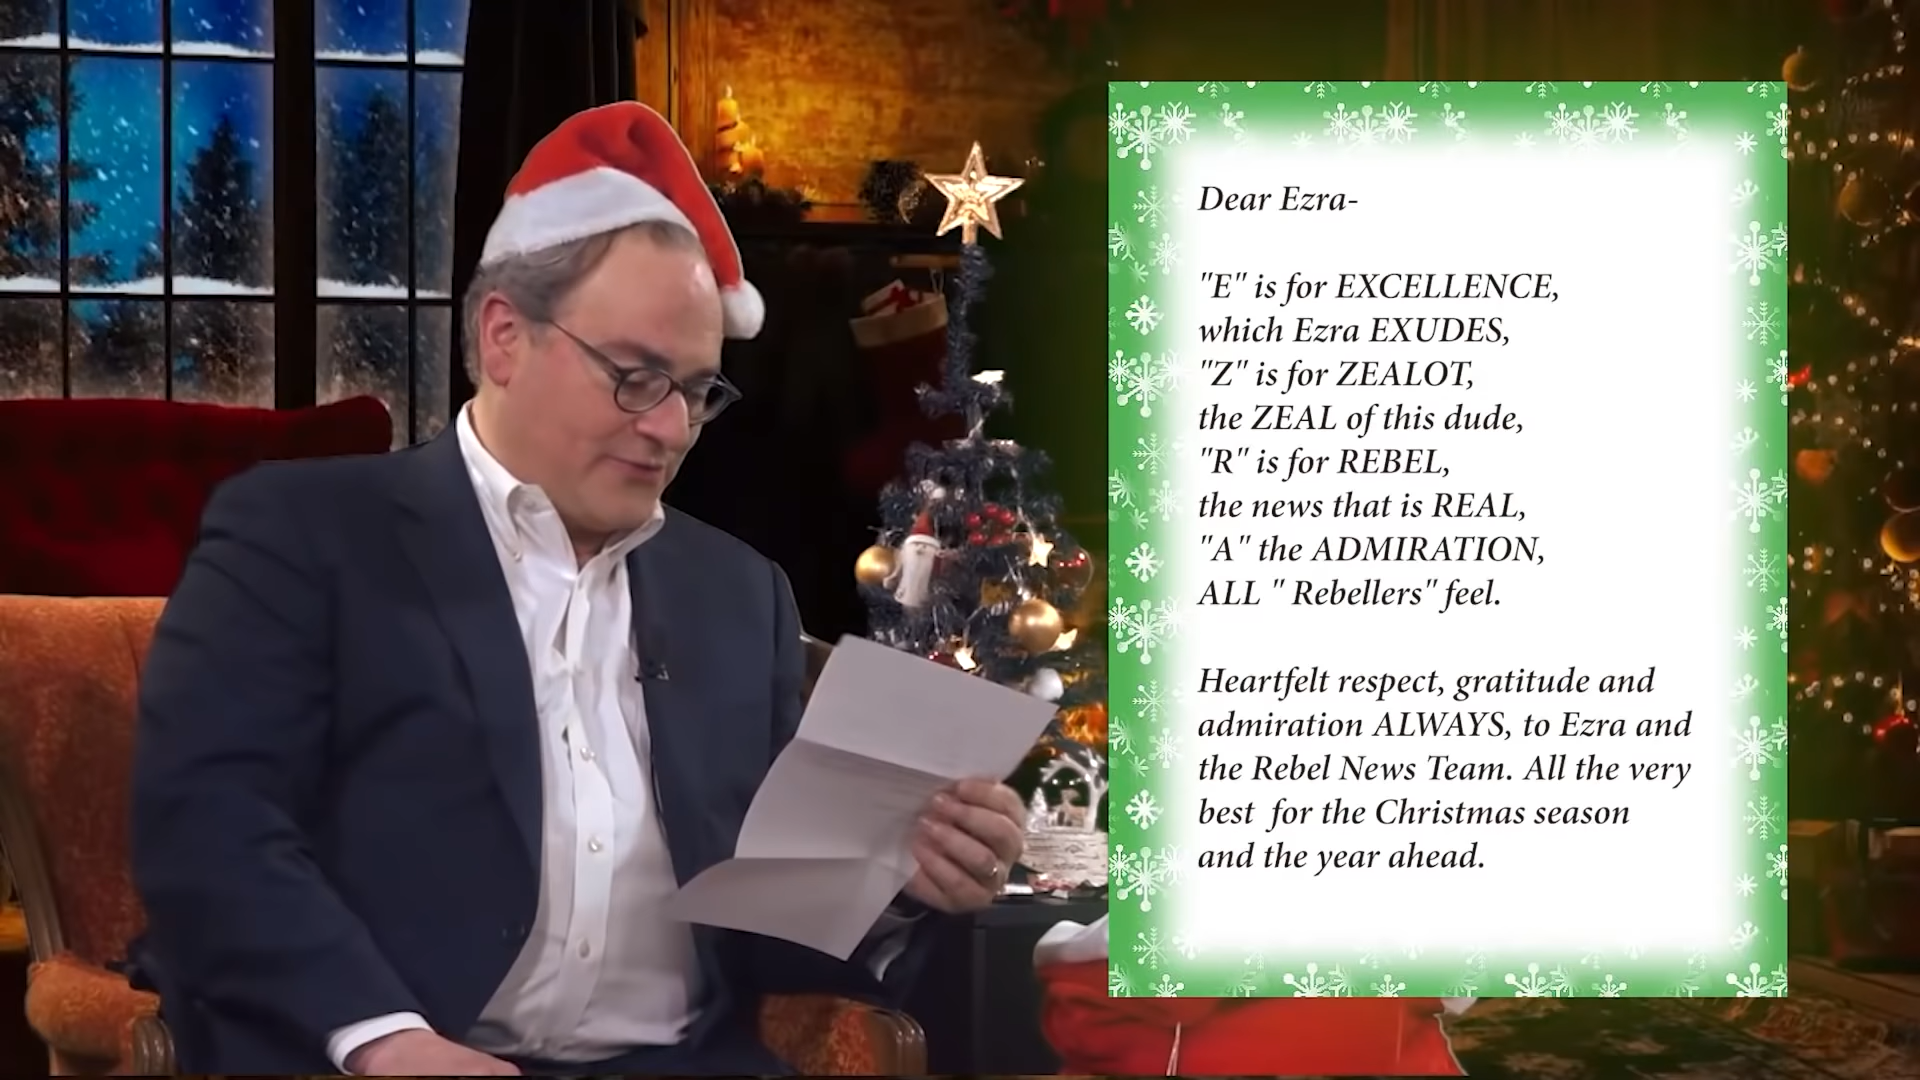 Dear Ezra-
"E" is for EXCELLENCE,
which Ezra EXUDES,
"Z" is for ZEALOT,
the ZEAL of this dude,
"R" is for REBEL,
the news that is REAL,
"A" the ADMIRATION,
ALL " Rebellers" feel.
Heartfelt respect, gratitude and
admiration ALWAYS, to Ezra and
the Rebel News Team. All the very
best  for the Christmas season
and the year ahead.